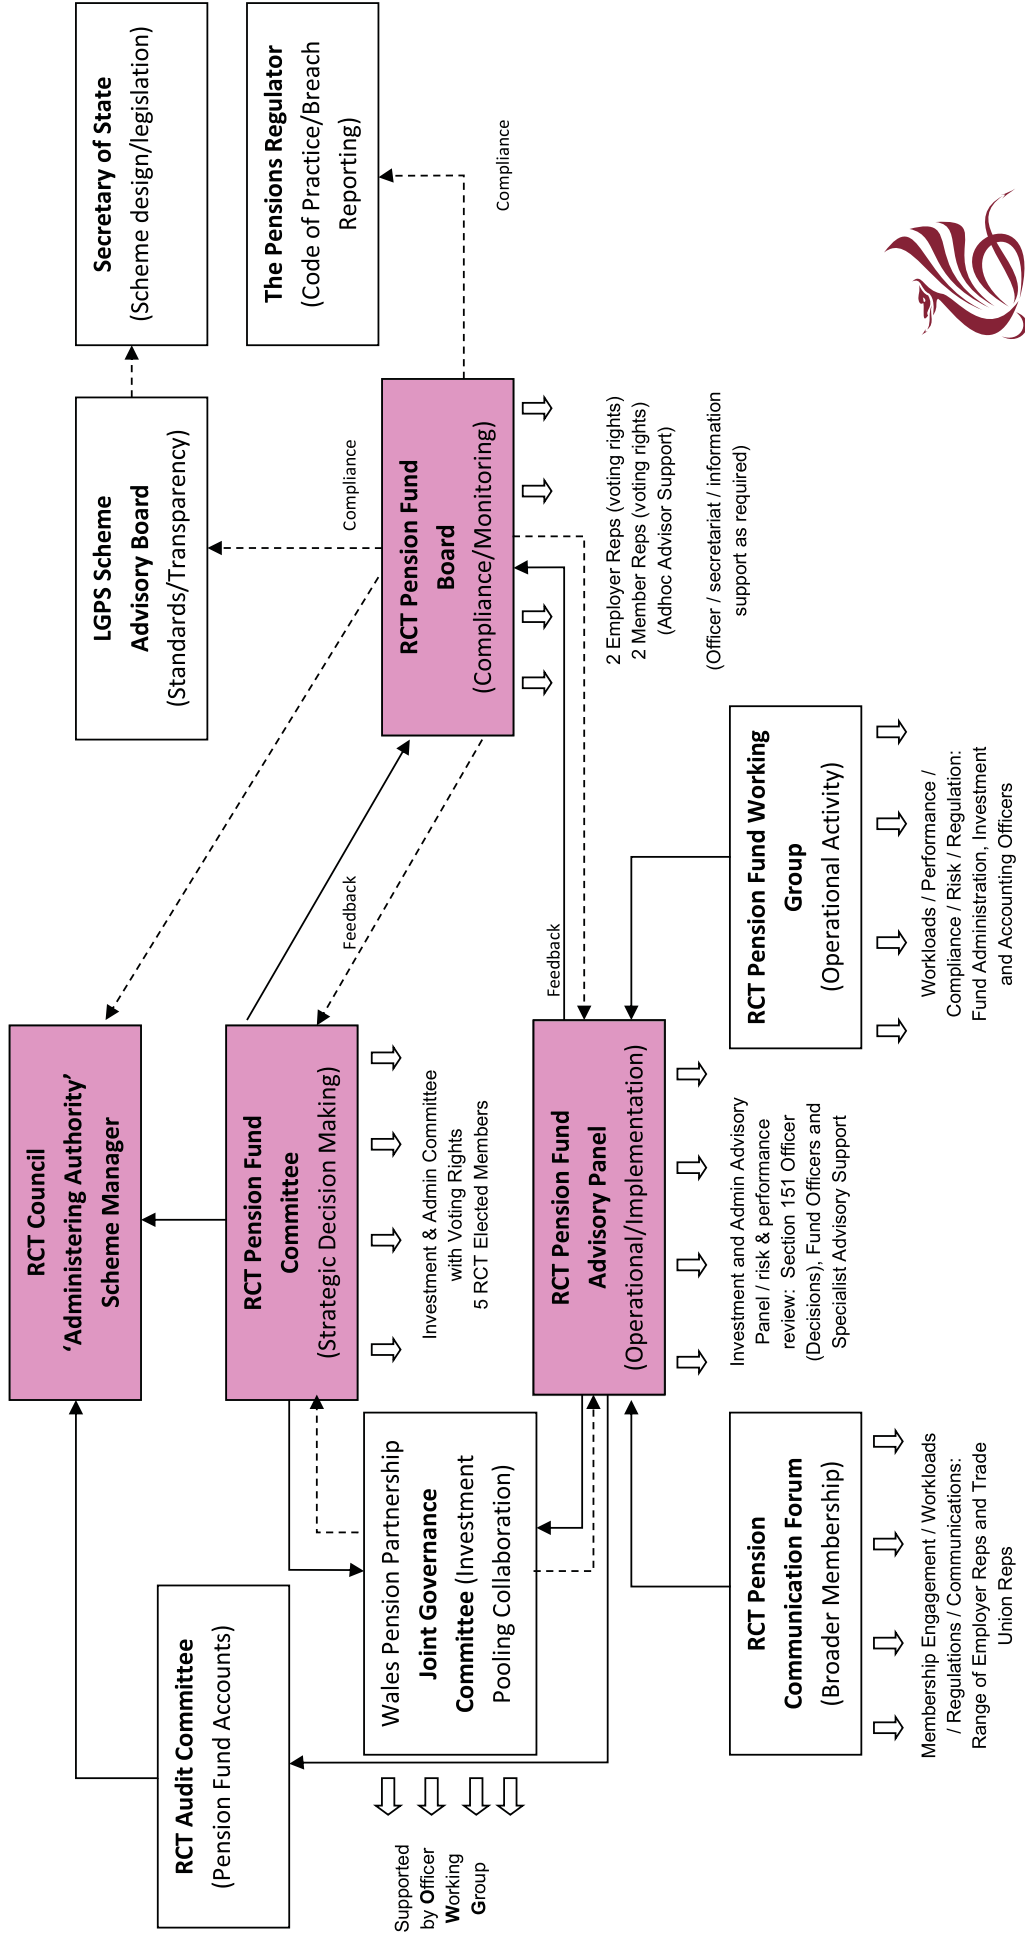 RCT Council
‘Administering Authority’
Scheme Manager
LGPS Scheme
Advisory Board
(Standards/Transparency)
Secretary of State
(Scheme design/legislation)
RCT Audit Committee
(Pension Fund Accounts)
RCT Pension Fund
Committee
(Strategic Decision Making)
Compliance
The Pensions Regulator
(Code of Practice/Breach
Reporting)
Feedback
Investment & Admin Committee
with Voting Rights
5 RCT Elected Members
RCT Pension Fund
Board
(Compliance/Monitoring)
Compliance
Wales Pension Partnership
Joint Governance
Committee (Investment
Pooling Collaboration)
Supported
by Officer
Working
Group
Feedback
RCT Pension Fund
Advisory Panel
(Operational/Implementation)
2 Employer Reps (voting rights)
2 Member Reps (voting rights)
(Adhoc Advisor Support)
(Officer / secretariat / information
support as required)
Investment and Admin Advisory
Panel / risk & performance
review: Section 151 Officer
(Decisions), Fund Officers and
Specialist Advisory Support
RCT Pension
Communication Forum
(Broader Membership)
RCT Pension Fund Working
Group
(Operational Activity)
Membership Engagement / Workloads
/ Regulations / Communications:
Range of Employer Reps and Trade
Union Reps
Workloads / Performance /
Compliance / Risk / Regulation:
Fund Administration, Investment
and Accounting Officers